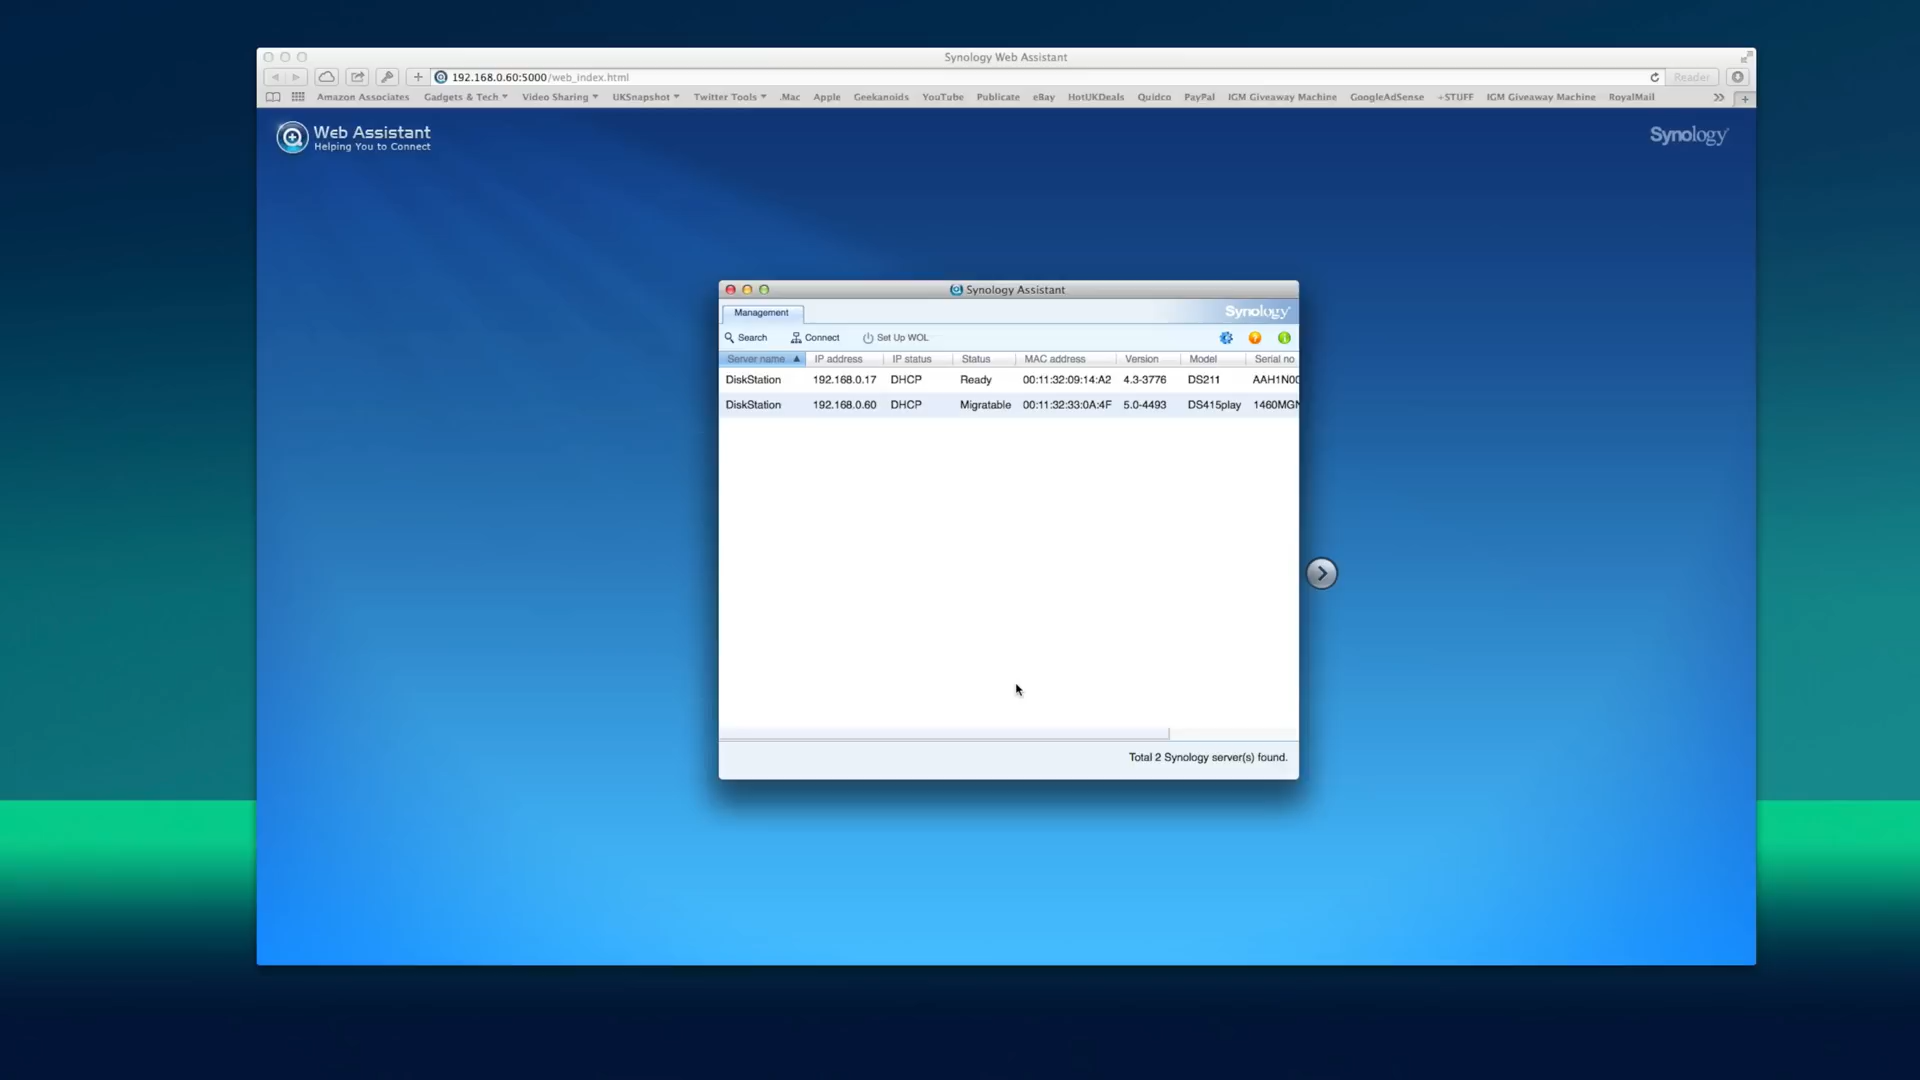 Synology Web Assistant
192.168.0.60:5000/web_index.html
Reader
Amazon Associates Gadgets & Tech Video Sharing UKSnapshot Twitter Tools .Mac Apple Geekanoids YouTube Publicate eBay HotUKDeals Quidco PayPal IGM Giveaway Machine GoogleAdSense +STUFF IGM Giveaway Machine RoyalMail
Web Assistant
Helping You to Connect
Synology
Synology Assistant
Management
Synology
Search Connect Set Up WOL
Server name IP address IP status Status MAC address Version Model Serial no
DiskStation 192.168.0.17 DHCP Ready 00:11:32:09:14:A2 4.3-3776 DS211 AAH1N0
DiskStation 192.168.0.60 DHCP Migratable 00:11:32:33:0A:4F 5.0-4493 DS415play 1460MG
Total 2 Synology server(s) found.